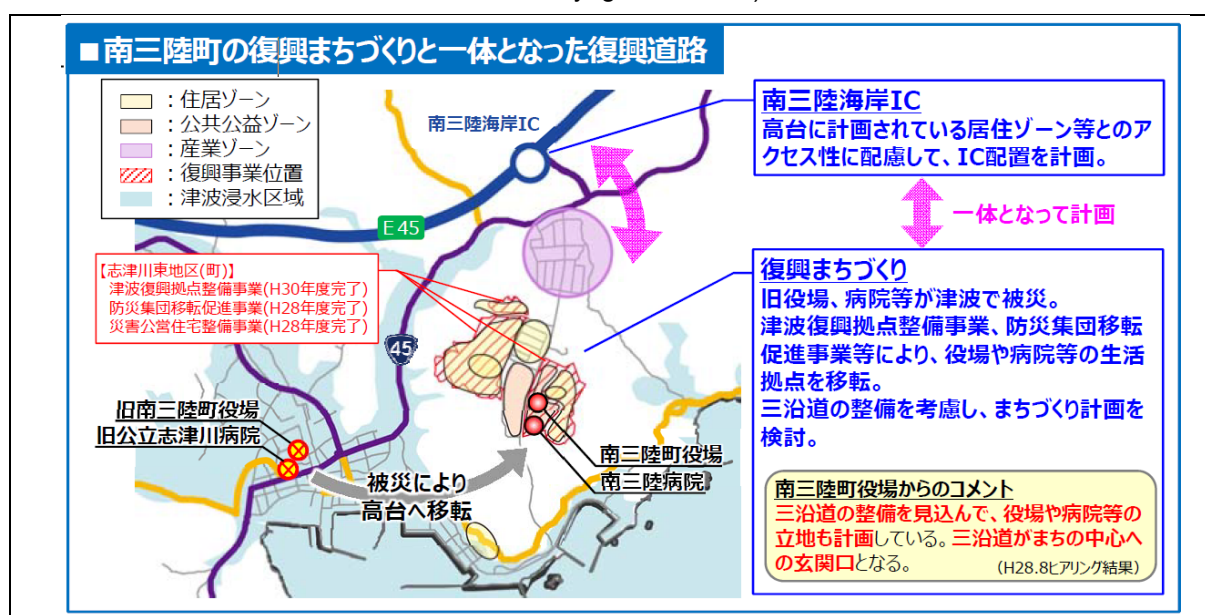 ■南三陸町の復興まちづくりと一体となった復興道路
：住居ゾーン
：公共公益ゾーン
：産業ゾーン
：復興事業位置
：津波浸水区域
南三陸海岸IC
E45
【志津川東地区(町)】
津波復興拠点整備事業(H30年度完了)
防災集団移転促進事業(H28年度完了)
災害公営住宅整備事業(H28年度完了)
45
旧南三陸町役場
旧公立志津川病院
被災により
高台へ移転
南三陸町役場
南三陸病院
南三陸海岸IC
高台に計画されている居住ゾーン等とのア
クセス性に配慮して、IC配置を計画。
一体となって計画
復興まちづくり
旧役場、病院等が津波で被災。
津波復興拠点整備事業、防災集団移転
促進事業等により、役場や病院等の生活
拠点を移転。
三沿道の整備を考慮し、まちづくり計画を
検討。
南三陸町役場からのコメント
三沿道の整備を見込んで、役場や病院等の
立地も計画している。三沿道がまちの中心へ
の玄関口となる。
(H28.8ヒアリング結果)